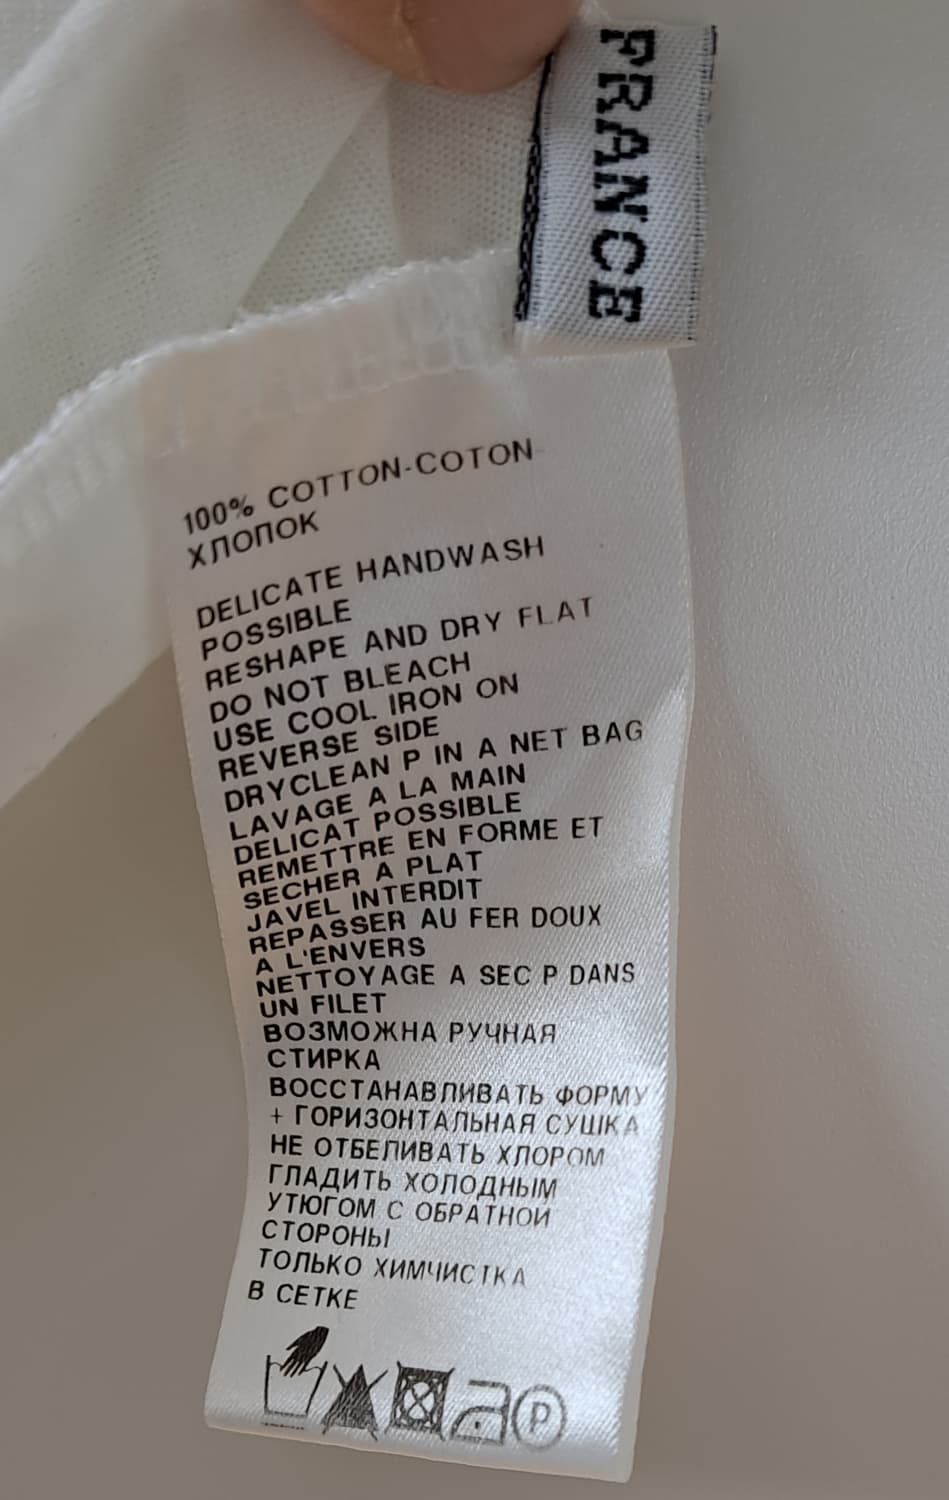 FRANCE
100% COTTON-COTON
ХЛОПОК
DELICATE HANDWASH
POSSIBLE
RESHAPE AND DRY FLAT
DO NOT BLEACH
USE COOL IRON ON
REVERSE SIDE
DRYCLEAN P IN A NET BAG
LAVAGE A LA MAIN
DELICAT POSSIBLE
REMETTRE EN FORME ET
SECHER A PLAT
JAVEL INTERDIT
REPASSER AU FER DOUX
A L'ENVERS
NETTOYAGE A SEC P DANS
UN FILET
ВОЗМОЖНА РУЧНАЯ
СТИРКА
ВОССТАНАВЛИВАТЬ ФОРМУ
+ ГОРИЗОНТАЛЬНАЯ СУШКА
НЕ ОТБЕЛИВАТЬ ХЛОРОМ
ГЛАДИТЬ ХОЛОДНЫМ
УТЮГОМ С ОБРАТНОЙ
СТОРОНЫ
ТОЛЬКО ХИМЧИСТКА
В СЕТКЕ
P